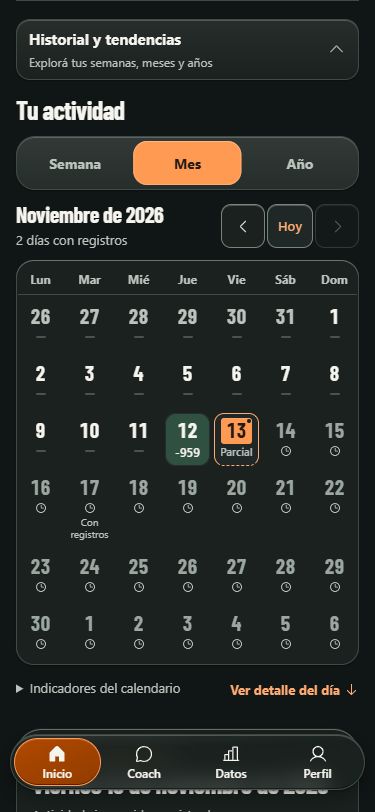 Historial y tendencias
Explorá tus semanas, meses y años
Tu actividad
Semana Mes Año
Noviembre de 2026
2 días con registros
Hoy
Lun Mar Mié Jue Vie Sáb Dom
26 27 28 29 30 31 1
2 3 4 5 6 7 8
9 10 11 12 13 14 15
-959 Parcial
16 17 18 19 20 21 22
Con
registros
23 24 25 26 27 28 29
30 1 2 3 4 5 6
Indicadores del calendario
Ver detalle del día
Inicio Coach Datos Perfil